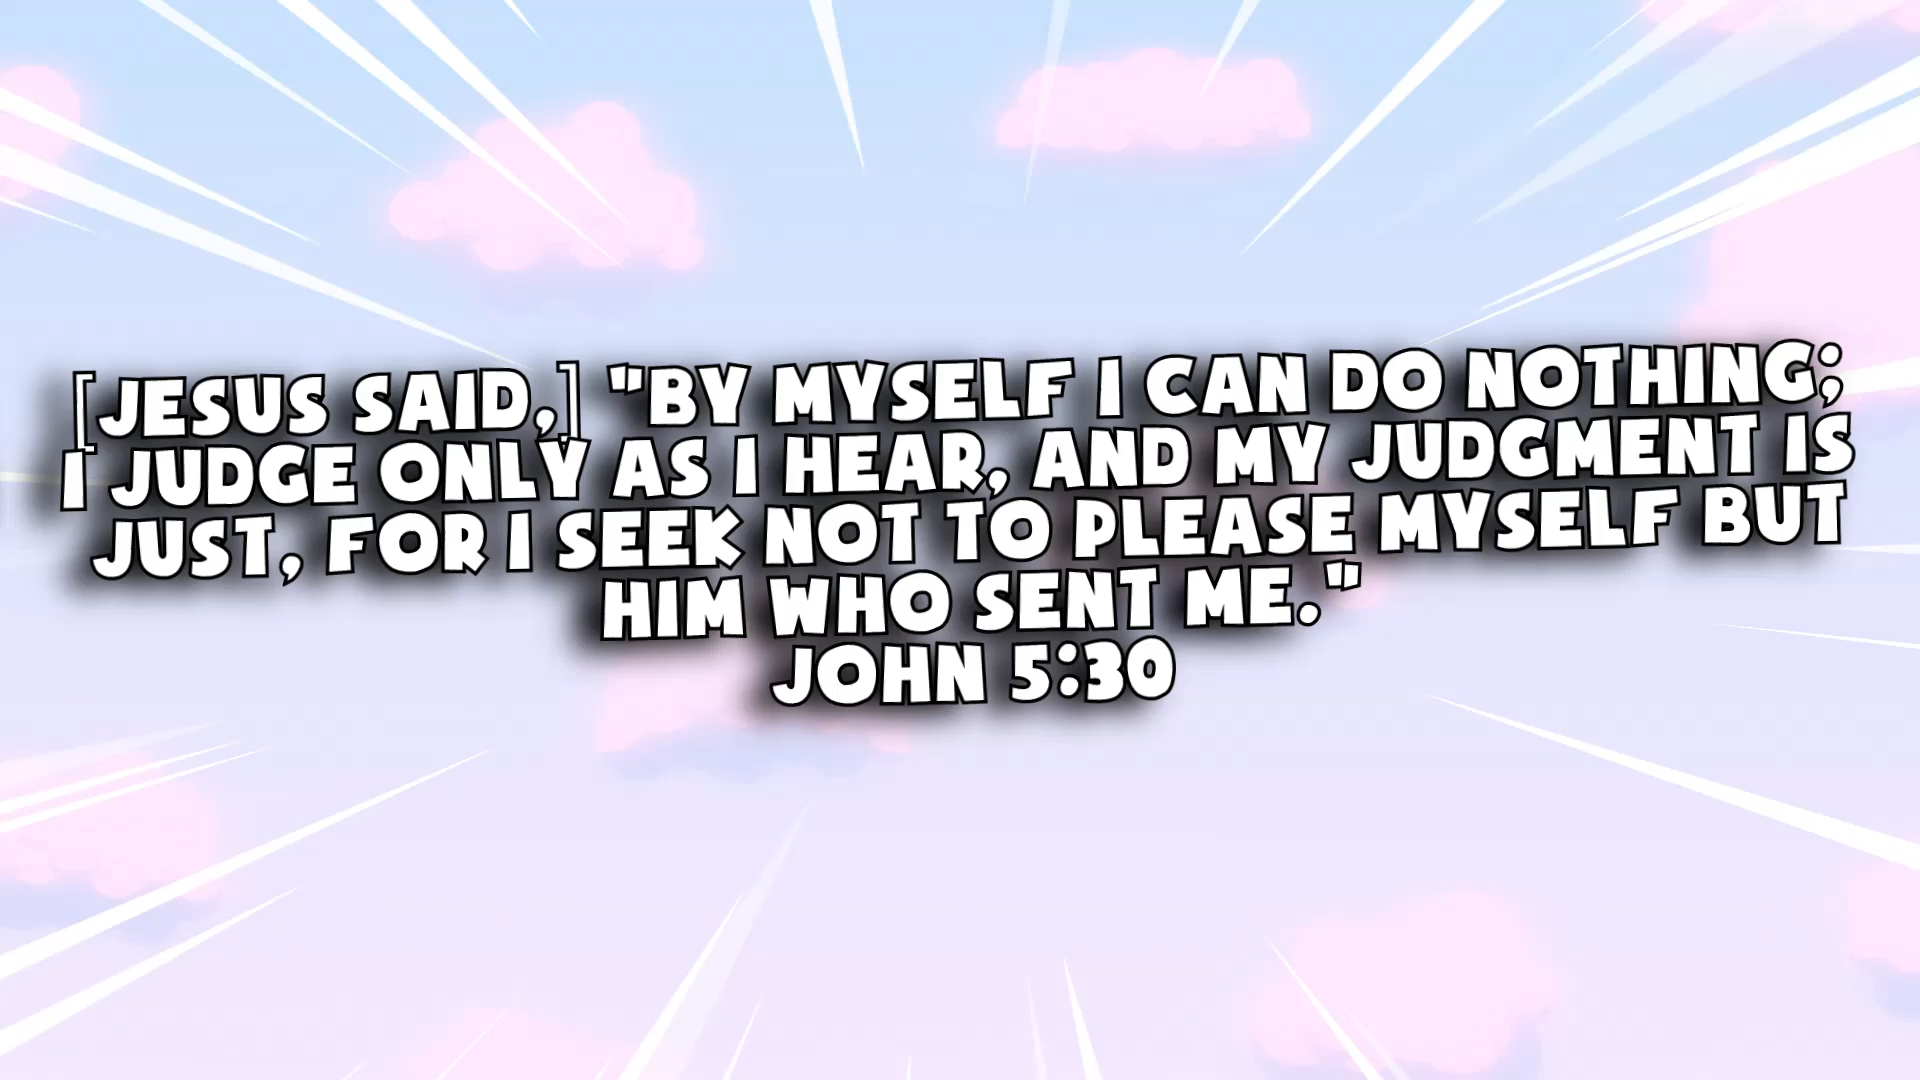 [JESUS SAID,] "BY MYSELF I CAN DO NOTHING;
I JUDGE ONLY AS I HEAR, AND MY JUDGMENT IS
JUST, FOR I SEEK NOT TO PLEASE MYSELF BUT
HIM WHO SENT ME."
JOHN 5:30